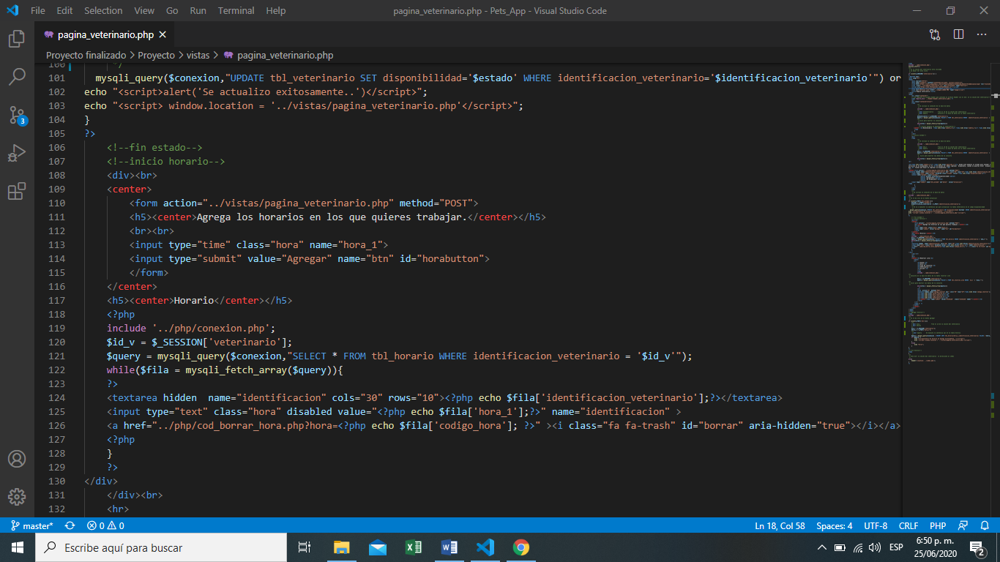 File Edit Selection View Go Run Terminal Help pagina_veterinario.php - Pets_App - Visual Studio Code
pagina_veterinario.php
Proyecto finalizado > Proyecto > vistas > pagina_veterinario.php
100 */
101 mysqli_query($conexion,"UPDATE tbl_veterinario SET disponibilidad='$estado' WHERE identificacion_veterinario='$identificacion_veterinario'") or
102 echo "<script>alert('Se actualizo exitosamente..')</script>";
103 echo "<script> window.location = '../vistas/pagina_veterinario.php'</script>";
104 }
105 ?>
106 <!--fin estado-->
107 <!--inicio horario-->
108 <div><br>
109 <center>
110 <form action="../vistas/pagina_veterinario.php" method="POST">
111 <h5><center>Agrega los horarios en los que quieres trabajar.</center></h5>
112 <br><br>
113 <input type="time" class="hora" name="hora_1">
114 <input type="submit" value="Agregar" name="btn" id="horabutton">
115 </form>
116 </center>
117 <h5><center>Horario</center></h5>
118 <?php
119 include '../php/conexion.php';
120 $id_v = $_SESSION['veterinario'];
121 $query = mysqli_query($conexion,"SELECT * FROM tbl_horario WHERE identificacion_veterinario = '$id_v'");
122 while($fila = mysqli_fetch_array($query)){
123 ?>
124 <textarea hidden name="identificacion" cols="30" rows="10"><?php echo $fila['identificacion_veterinario'];?></textarea>
125 <input type="text" class="hora" disabled value="<?php echo $fila['hora_1'];?>" name="identificacion" >
126 <a href="../php/cod_borrar_hora.php?hora=<?php echo $fila['codigo_hora']; ?>" ><i class="fa fa-trash" id="borrar" aria-hidden="true"></i></a>
127 <?php
128 }
129 ?>
130 </div>
131 </div><br>
132 <hr>
3
master* 0 0 Ln 18, Col 58 Spaces: 4 UTF-8 CRLF PHP
Escribe aquí para buscar
ESP
6:50 p. m.
25/06/2020
2